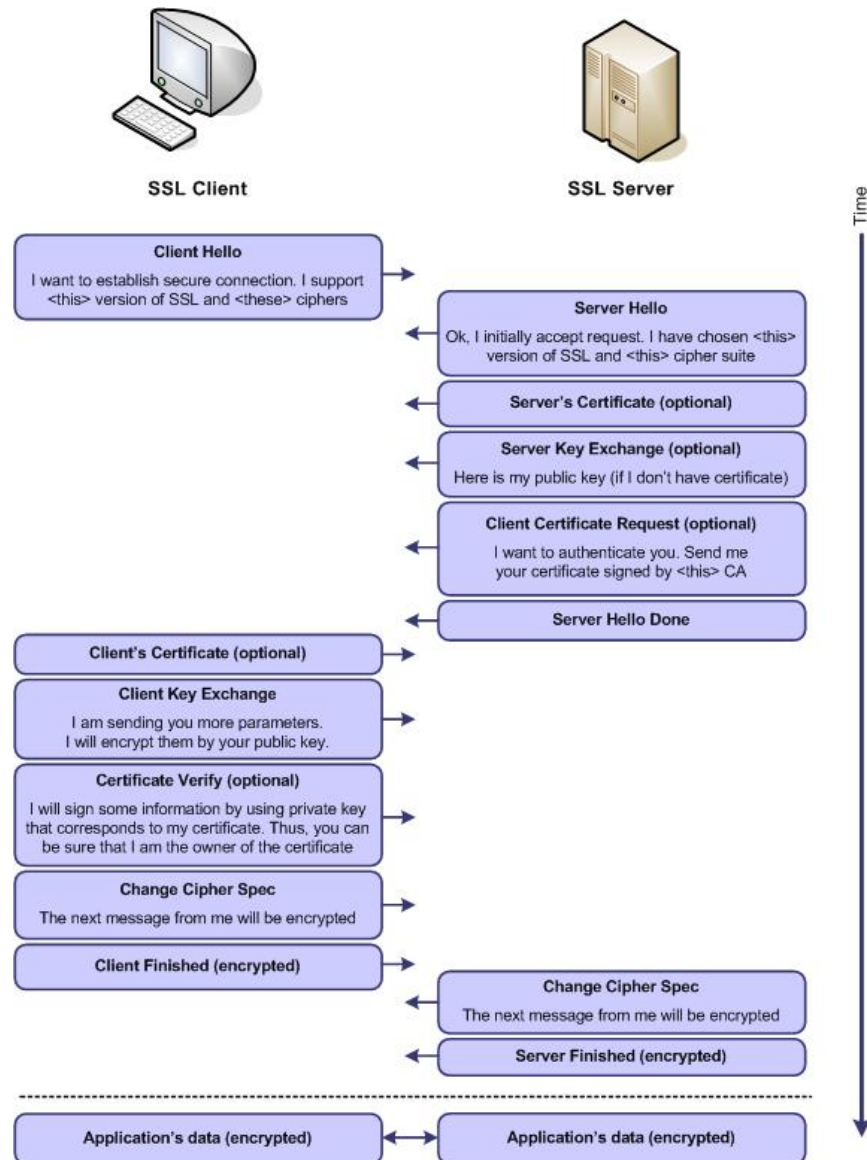 SSL Client
SSL Server
Time
Client Hello
I want to establish secure connection. I support
<this> version of SSL and <these> ciphers
Server Hello
Ok, I initially accept request. I have chosen <this>
version of SSL and <this> cipher suite
Server's Certificate (optional)
Server Key Exchange (optional)
Here is my public key (if I don't have certificate)
Client Certificate Request (optional)
I want to authenticate you. Send me
your certificate signed by <this> CA
Server Hello Done
Client's Certificate (optional)
Client Key Exchange
I am sending you more parameters.
I will encrypt them by your public key.
Certificate Verify (optional)
I will sign some information by using private key
that corresponds to my certificate. Thus, you can
be sure that I am the owner of the certificate
Change Cipher Spec
The next message from me will be encrypted
Client Finished (encrypted)
Change Cipher Spec
The next message from me will be encrypted
Server Finished (encrypted)
Application's data (encrypted)
Application's data (encrypted)